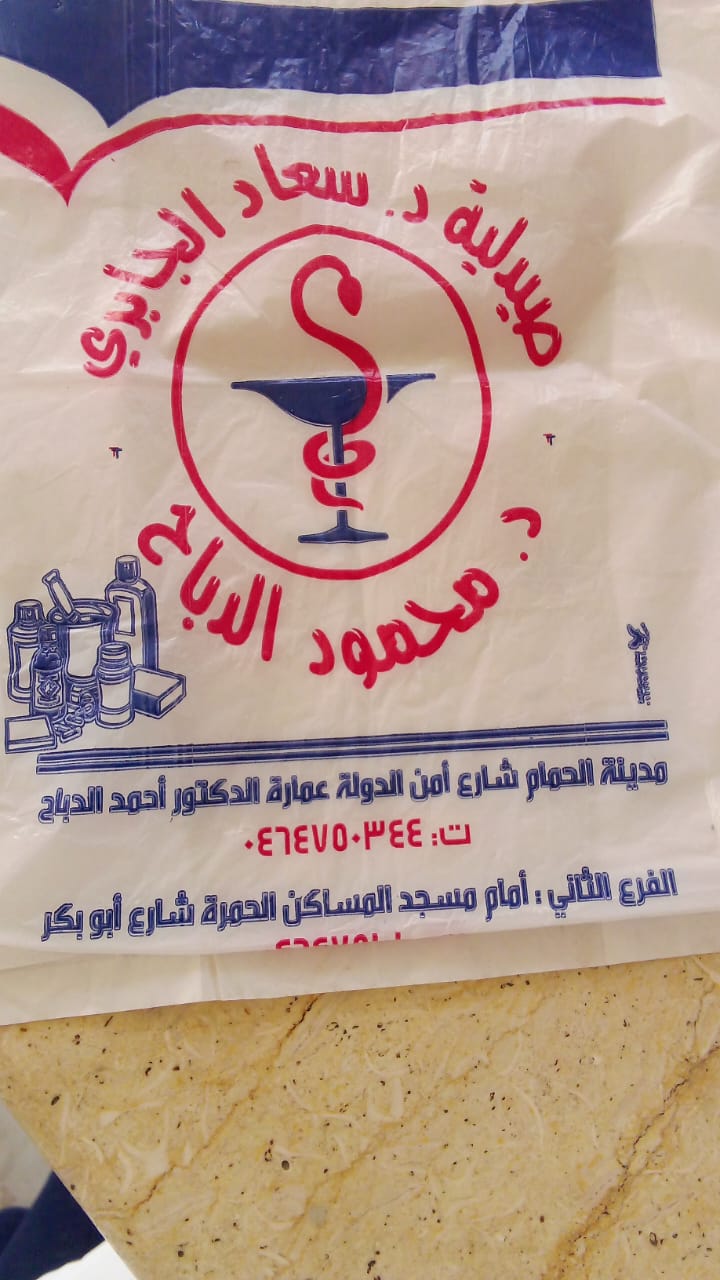 صيدلية د. سعاد الجابري
د. محمود الدباح
مدينة الحمام شارع أمن الدولة عمارة الدكتور أحمد الدباح
ت: ٠٤٦٤٧٥٠٣٤٤
الفرع الثاني : أمام مسجد المساكن الحمرة شارع أبو بكر